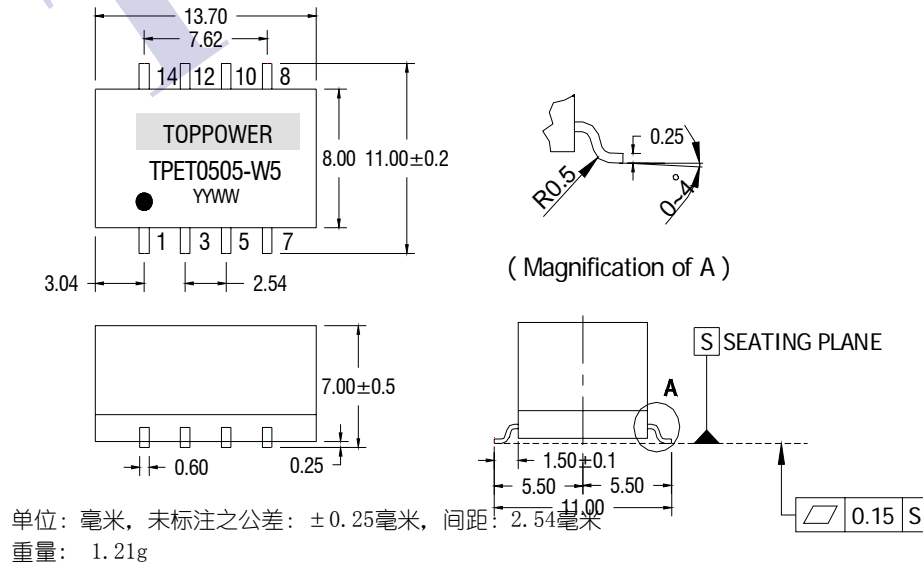 13.70
7.62
14 12 10 8
TOPPOWER
TPET0505-W5
YYWW
8.00 11.00±0.2
1 3 5 7
3.04 2.54
0.25
R0.5
0~4°
( Magnification of A )
7.00±0.5
0.60 0.25
S SEATING PLANE
A
1.50±0.1
5.50 5.50
11.00
0.15 S
单位：毫米，未标注之公差：±0.25毫米，间距：2.54毫米
重量： 1.21g